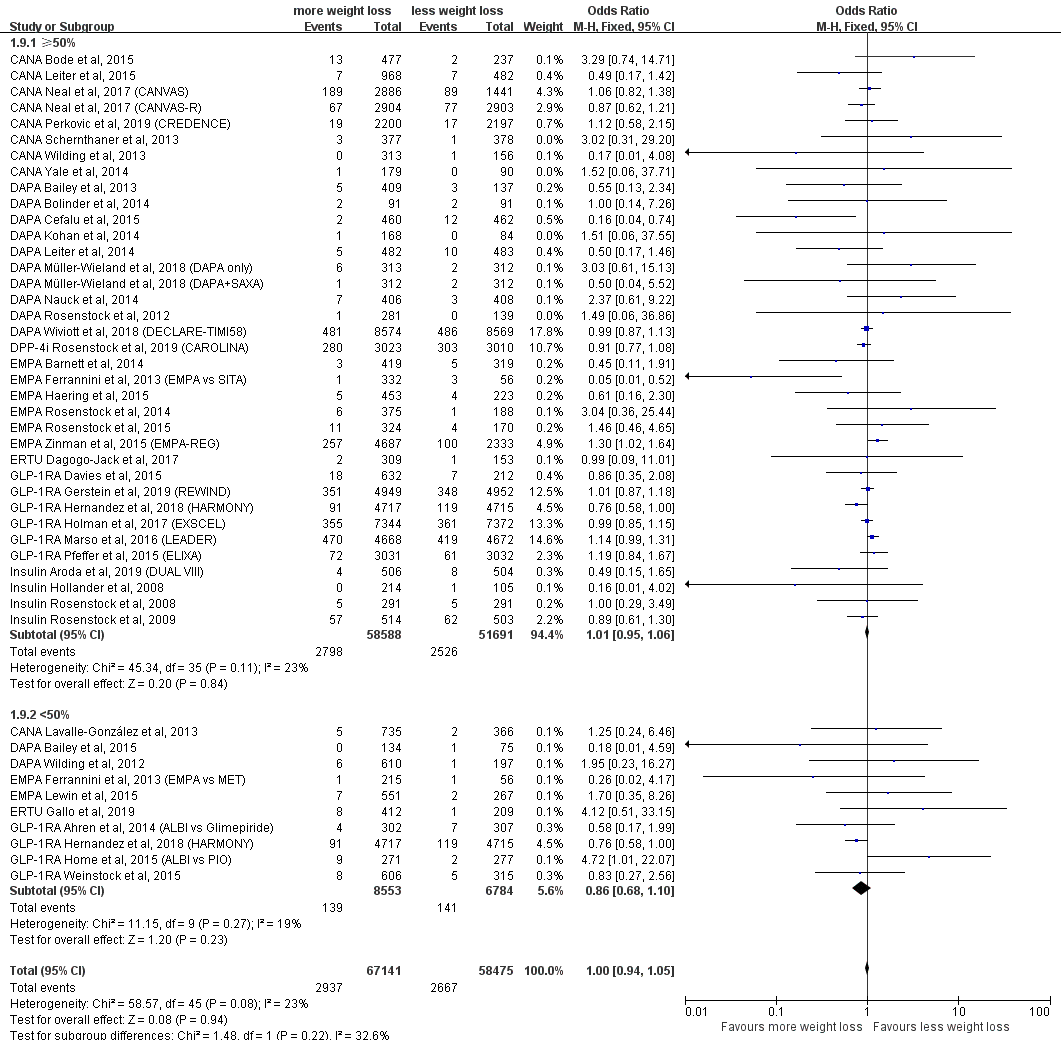 more weight loss less weight loss Odds Ratio Odds Ratio
Study or Subgroup Events Total Events Total Weight M-H, Fixed, 95% CI M-H, Fixed, 95% CI
1.9.1 ≥50%
CANA Bode et al, 2015 13 477 2 237 0.1% 3.29 [0.74, 14.71]
CANA Leiter et al, 2015 7 968 7 482 0.4% 0.49 [0.17, 1.42]
CANA Neal et al, 2017 (CANVAS) 189 2886 89 1441 4.3% 1.06 [0.82, 1.38]
CANA Neal et al, 2017 (CANVAS-R) 67 2904 77 2903 2.9% 0.87 [0.62, 1.21]
CANA Perkovic et al, 2019 (CREDENCE) 19 2200 17 2197 0.7% 1.12 [0.58, 2.15]
CANA Schernthaner et al, 2013 3 377 1 378 0.0% 3.02 [0.31, 29.20]
CANA Wilding et al, 2013 0 313 1 156 0.1% 0.17 [0.01, 4.08]
CANA Yale et al, 2014 1 179 0 90 0.0% 1.52 [0.06, 37.71]
DAPA Bailey et al, 2013 5 409 3 137 0.2% 0.55 [0.13, 2.34]
DAPA Bolinder et al, 2014 2 91 2 91 0.1% 1.00 [0.14, 7.26]
DAPA Cefalu et al, 2015 2 460 12 462 0.5% 0.16 [0.04, 0.74]
DAPA Kohan et al, 2014 1 168 0 84 0.0% 1.51 [0.06, 37.55]
DAPA Leiter et al, 2014 5 482 10 483 0.4% 0.50 [0.17, 1.46]
DAPA Müller-Wieland et al, 2018 (DAPA only) 6 313 2 312 0.1% 3.03 [0.61, 15.13]
DAPA Müller-Wieland et al, 2018 (DAPA+SAXA) 1 312 2 312 0.1% 0.50 [0.04, 5.52]
DAPA Nauck et al, 2014 7 406 3 408 0.1% 2.37 [0.61, 9.22]
DAPA Rosenstock et al, 2012 1 281 0 139 0.0% 1.49 [0.06, 36.86]
DAPA Wiviott et al, 2018 (DECLARE-TIMI58) 481 8574 486 8569 17.8% 0.99 [0.87, 1.13]
DPP-4i Rosenstock et al, 2019 (CAROLINA) 280 3023 303 3010 10.7% 0.91 [0.77, 1.08]
EMPA Barnett et al, 2014 3 419 5 319 0.2% 0.45 [0.11, 1.91]
EMPA Ferrannini et al, 2013 (EMPA vs SITA) 1 332 3 56 0.2% 0.05 [0.01, 0.52]
EMPA Haering et al, 2015 5 453 4 223 0.2% 0.61 [0.16, 2.30]
EMPA Rosenstock et al, 2014 6 375 1 188 0.1% 3.04 [0.36, 25.44]
EMPA Rosenstock et al, 2015 11 324 4 170 0.2% 1.46 [0.46, 4.65]
EMPA Zinman et al, 2015 (EMPA-REG) 257 4687 100 2333 4.9% 1.30 [1.02, 1.64]
ERTU Dagogo-Jack et al, 2017 2 309 1 153 0.1% 0.99 [0.09, 11.01]
GLP-1RA Davies et al, 2015 18 632 7 212 0.4% 0.86 [0.35, 2.08]
GLP-1RA Gerstein et al, 2019 (REWIND) 351 4949 348 4952 12.5% 1.01 [0.87, 1.18]
GLP-1RA Hernandez et al, 2018 (HARMONY) 91 4717 119 4715 4.5% 0.76 [0.58, 1.00]
GLP-1RA Holman et al, 2017 (EXSCEL) 355 7344 361 7372 13.3% 0.99 [0.85, 1.15]
GLP-1RA Marso et al, 2016 (LEADER) 470 4668 419 4672 14.6% 1.14 [0.99, 1.31]
GLP-1RA Pfeffer et al, 2015 (ELIXA) 72 3031 61 3032 2.3% 1.19 [0.84, 1.67]
Insulin Aroda et al, 2019 (DUAL VIII) 4 506 8 504 0.3% 0.49 [0.15, 1.65]
Insulin Hollander et al, 2008 0 214 1 105 0.1% 0.16 [0.01, 4.02]
Insulin Rosenstock et al, 2008 5 291 5 291 0.2% 1.00 [0.29, 3.49]
Insulin Rosenstock et al, 2009 57 514 62 503 2.2% 0.89 [0.61, 1.30]
Subtotal (95% CI) 58588 51691 94.4% 1.01 [0.95, 1.06]
Total events 2798 2526
Heterogeneity: Chi² = 45.34, df = 35 (P = 0.11); I² = 23%
Test for overall effect: Z = 0.20 (P = 0.84)
1.9.2 <50%
CANA Lavalle-González et al, 2013 5 735 2 366 0.1% 1.25 [0.24, 6.46]
DAPA Bailey et al, 2015 0 134 1 75 0.1% 0.18 [0.01, 4.59]
DAPA Wilding et al, 2012 6 610 1 197 0.1% 1.95 [0.23, 16.27]
EMPA Ferrannini et al, 2013 (EMPA vs MET) 1 215 1 56 0.1% 0.26 [0.02, 4.17]
EMPA Lewin et al, 2015 7 551 2 267 0.1% 1.70 [0.35, 8.26]
ERTU Gallo et al, 2019 8 412 1 209 0.1% 4.12 [0.51, 33.15]
GLP-1RA Ahren et al, 2014 (ALBI vs Glimepiride) 4 302 7 307 0.3% 0.58 [0.17, 1.99]
GLP-1RA Hernandez et al, 2018 (HARMONY) 91 4717 119 4715 4.5% 0.76 [0.58, 1.00]
GLP-1RA Home et al, 2015 (ALBI vs PIO) 9 271 2 277 0.1% 4.72 [1.01, 22.07]
GLP-1RA Weinstock et al, 2015 8 606 5 315 0.3% 0.83 [0.27, 2.56]
Subtotal (95% CI) 8553 6784 5.6% 0.86 [0.68, 1.10]
Total events 139 141
Heterogeneity: Chi² = 11.15, df = 9 (P = 0.27); I² = 19%
Test for overall effect: Z = 1.20 (P = 0.23)
Total (95% CI) 67141 58475 100.0% 1.00 [0.94, 1.05]
Total events 2937 2667
Heterogeneity: Chi² = 58.57, df = 45 (P = 0.08); I² = 23%
Test for overall effect: Z = 0.08 (P = 0.94)
Test for subgroup differences: Chi² = 1.48, df = 1 (P = 0.22), I² = 32.6%
0.01 0.1 1 10 100
Favours more weight loss Favours less weight loss